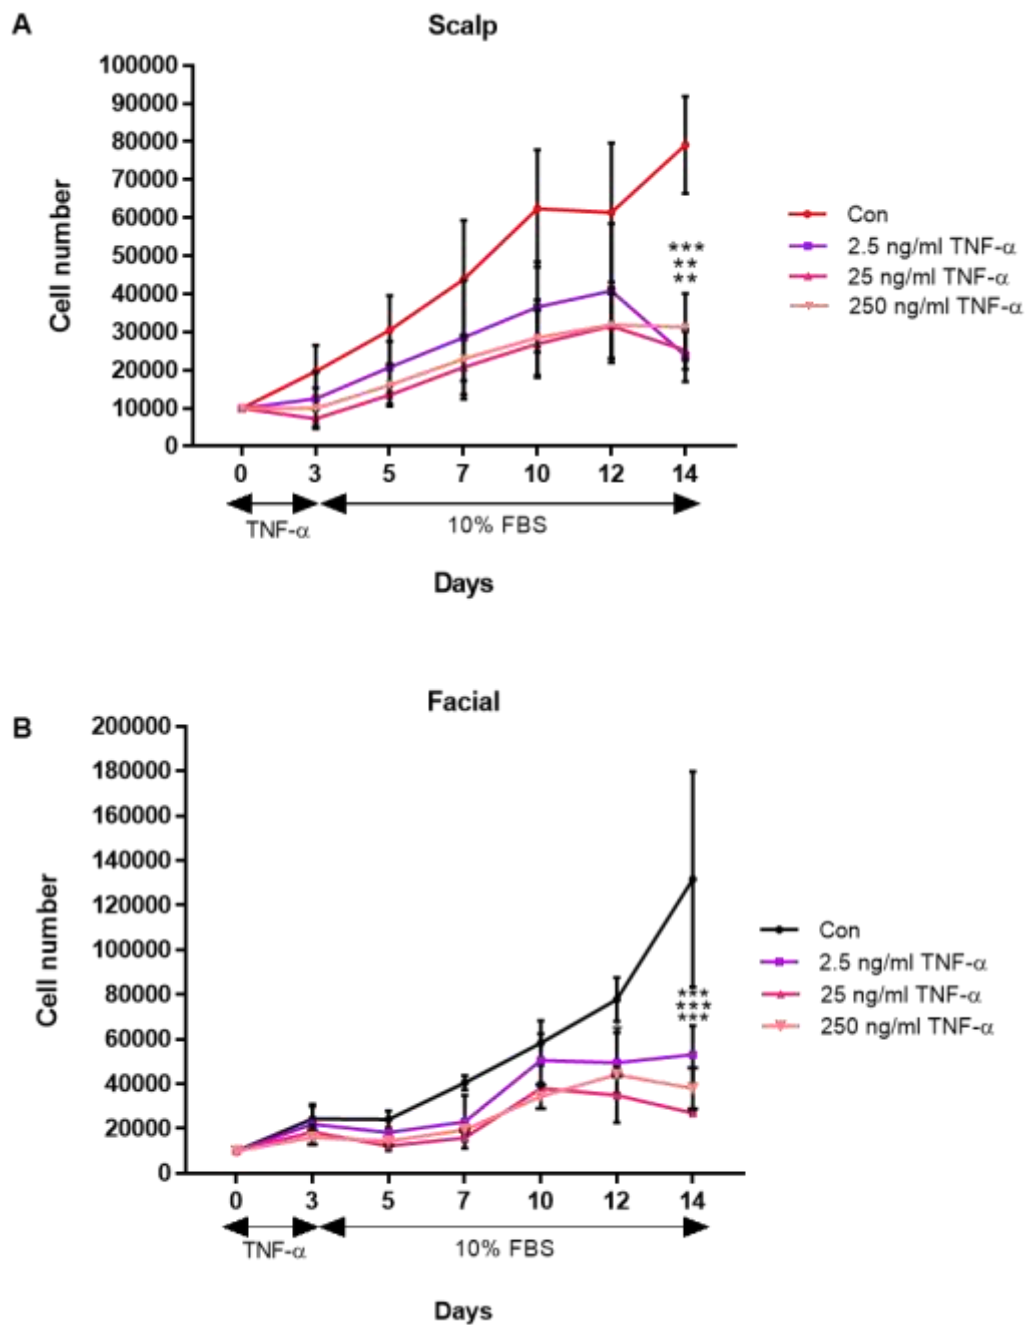 A
Scalp
100000
90000
80000
70000
60000
50000
40000
30000
20000
10000
0
Cell number
0 3 5 7 10 12 14
TNF-α
10% FBS
Days
***
**
**
Con
2.5 ng/ml TNF-α
25 ng/ml TNF-α
250 ng/ml TNF-α
B
Facial
200000
180000
160000
140000
120000
100000
80000
60000
40000
20000
0
Cell number
0 3 5 7 10 12 14
TNF-α
10% FBS
Days
***
***
***
Con
2.5 ng/ml TNF-α
25 ng/ml TNF-α
250 ng/ml TNF-α